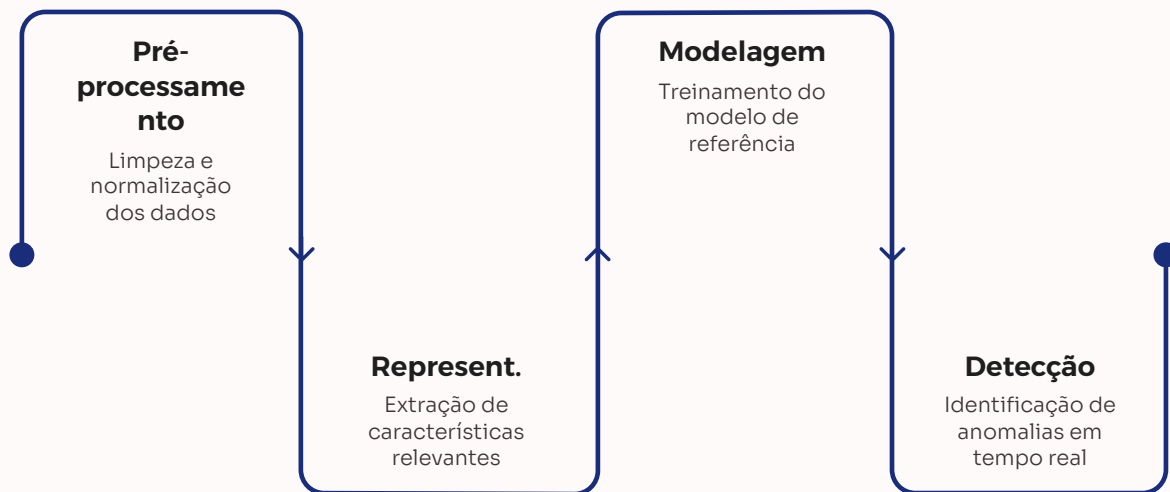 Pré-
processame
nto
Limpeza e
normalização
dos dados
Represent.
Extração de
características
relevantes
Modelagem
Treinamento do
modelo de
referência
Detecção
Identificação de
anomalias em
tempo real